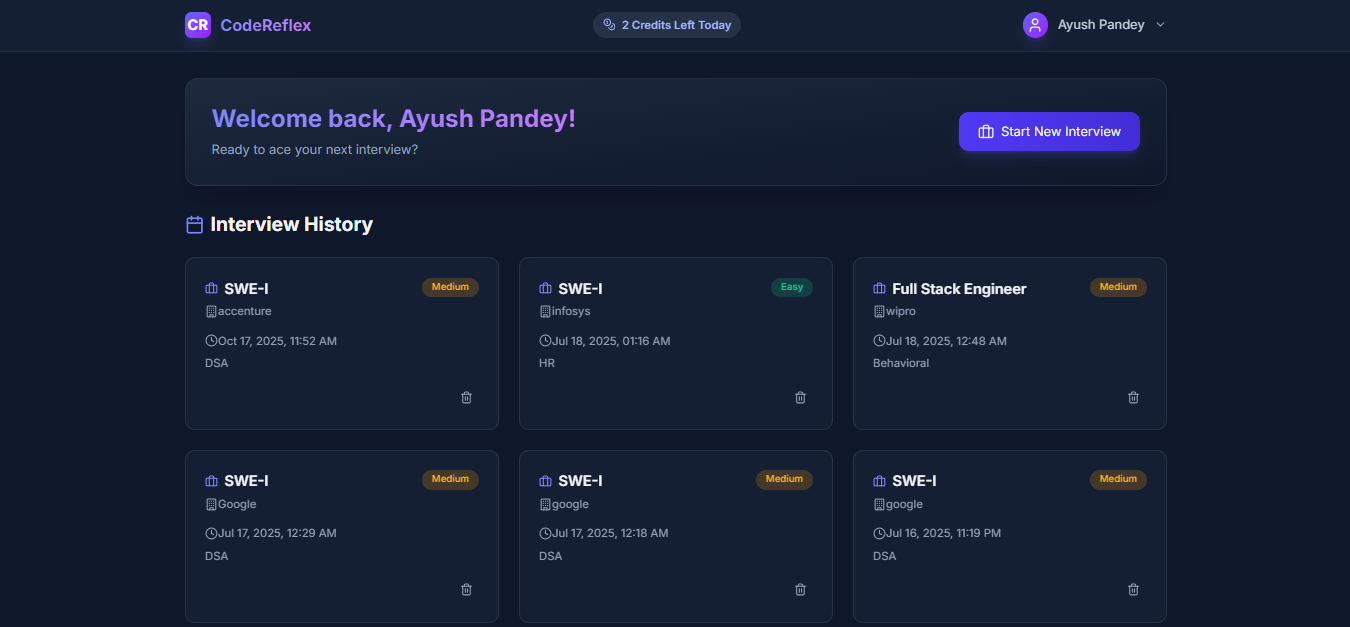 CR CodeReflex
2 Credits Left Today
Ayush Pandey
Welcome back, Ayush Pandey!
Ready to ace your next interview?
Start New Interview
Interview History
SWE-I
Medium
accenture
Oct 17, 2025, 11:52 AM
DSA
SWE-I
Easy
infosys
Jul 18, 2025, 01:16 AM
HR
Full Stack Engineer
Medium
wipro
Jul 18, 2025, 12:48 AM
Behavioral
SWE-I
Medium
Google
Jul 17, 2025, 12:29 AM
DSA
SWE-I
Medium
google
Jul 17, 2025, 12:18 AM
DSA
SWE-I
Medium
google
Jul 16, 2025, 11:19 PM
DSA